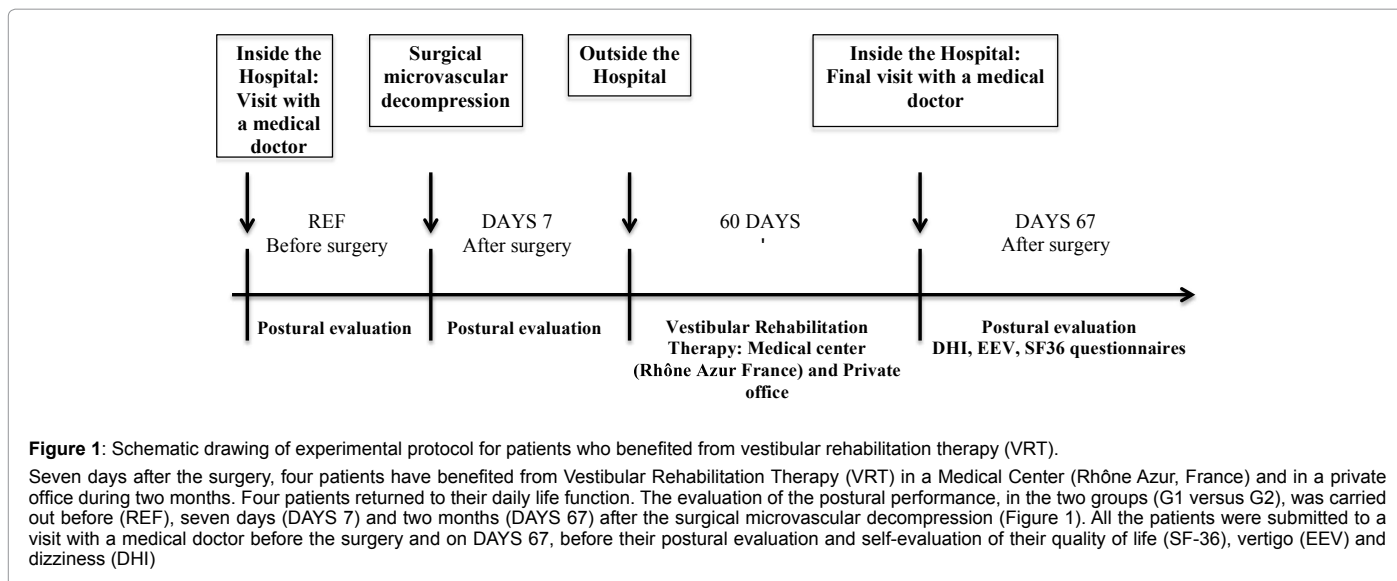 Inside the
Hospital:
Visit with
a medical
doctor
Surgical
microvascular
decompression
Outside the
Hospital
Inside the Hospital:
Final visit with a medical
doctor
REF
Before surgery
DAYS 7
After surgery
60 DAYS
DAYS 67
After surgery
Postural evaluation
Postural evaluation
Vestibular Rehabilitation
Therapy: Medical center
(Rhône Azur France) and Private
office
Postural evaluation
DHI, EEV, SF36 questionnaires
Figure 1: Schematic drawing of experimental protocol for patients who benefited from vestibular rehabilitation therapy (VRT).
Seven days after the surgery, four patients have benefited from Vestibular Rehabilitation Therapy (VRT) in a Medical Center (Rhône Azur, France) and in a private
office during two months. Four patients returned to their daily life function. The evaluation of the postural performance, in the two groups (G1 versus G2), was carried
out before (REF), seven days (DAYS 7) and two months (DAYS 67) after the surgical microvascular decompression (Figure 1). All the patients were submitted to a
visit with a medical doctor before the surgery and on DAYS 67, before their postural evaluation and self-evaluation of their quality of life (SF-36), vertigo (EEV) and
dizziness (DHI)